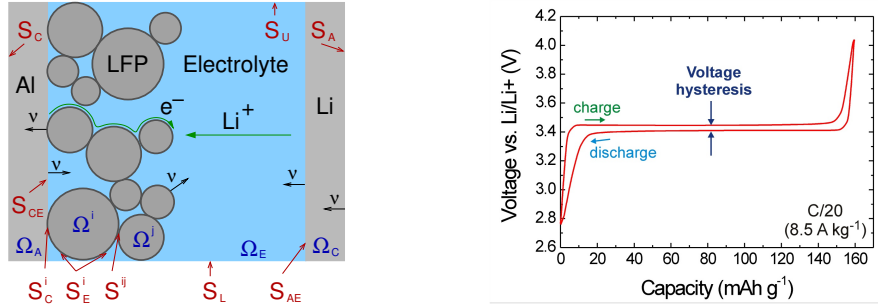 S_C
S_U
S_A
Al
LFP
Electrolyte
Li
e⁻
Li⁺
ν
ν
ν
ν
ν
S_CE
Ω^i
Ω^j
Ω_A
Ω_E
Ω_C
S_C^i
S_E^i
S^ij
S_L
S_AE
Voltage vs. Li/Li+ (V)
4.2
4.0
3.8
3.6
3.4
3.2
3.0
2.8
2.6
Voltage
hysteresis
charge
discharge
C/20
(8.5 A kg⁻¹)
0 20 40 60 80 100 120 140 160 180
Capacity (mAh g⁻¹)